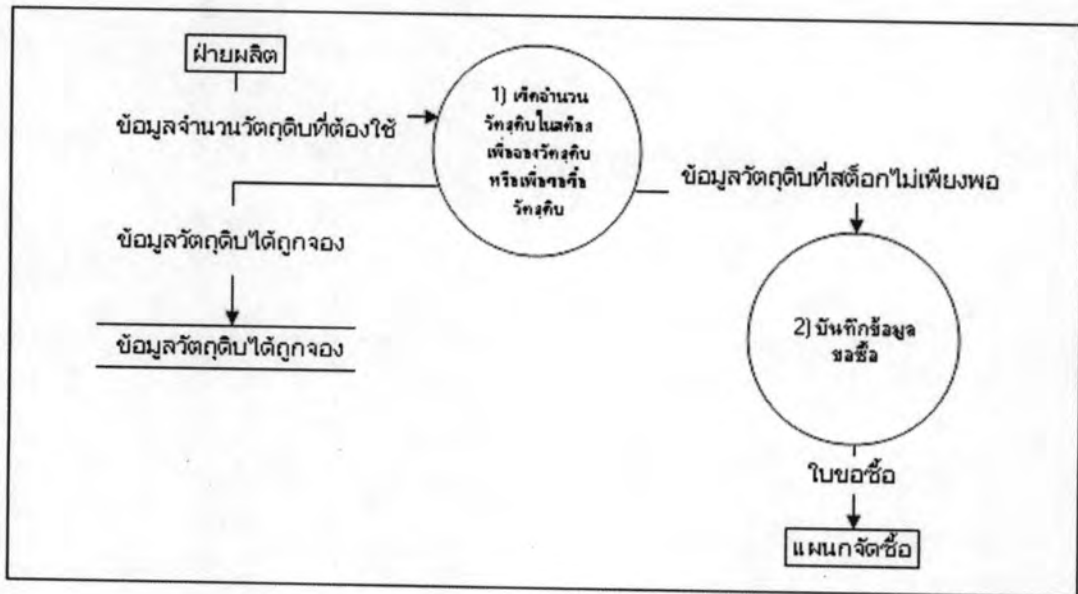 ฝ่ายผลิต
ข้อมูลจำนวนวัตถุดิบที่ต้องใช้
1) เช็คจำนวน
วัตถุดิบในสต๊อก
เพื่อจองวัตถุดิบ
หรือเพื่อขอซื้อ
วัตถุดิบ
ข้อมูลวัตถุดิบที่สต็อกไม่เพียงพอ
ข้อมูลวัตถุดิบได้ถูกจอง
ข้อมูลวัตถุดิบได้ถูกจอง
2) บันทึกข้อมูล
ขอซื้อ
ใบขอซื้อ
แผนกจัดซื้อ